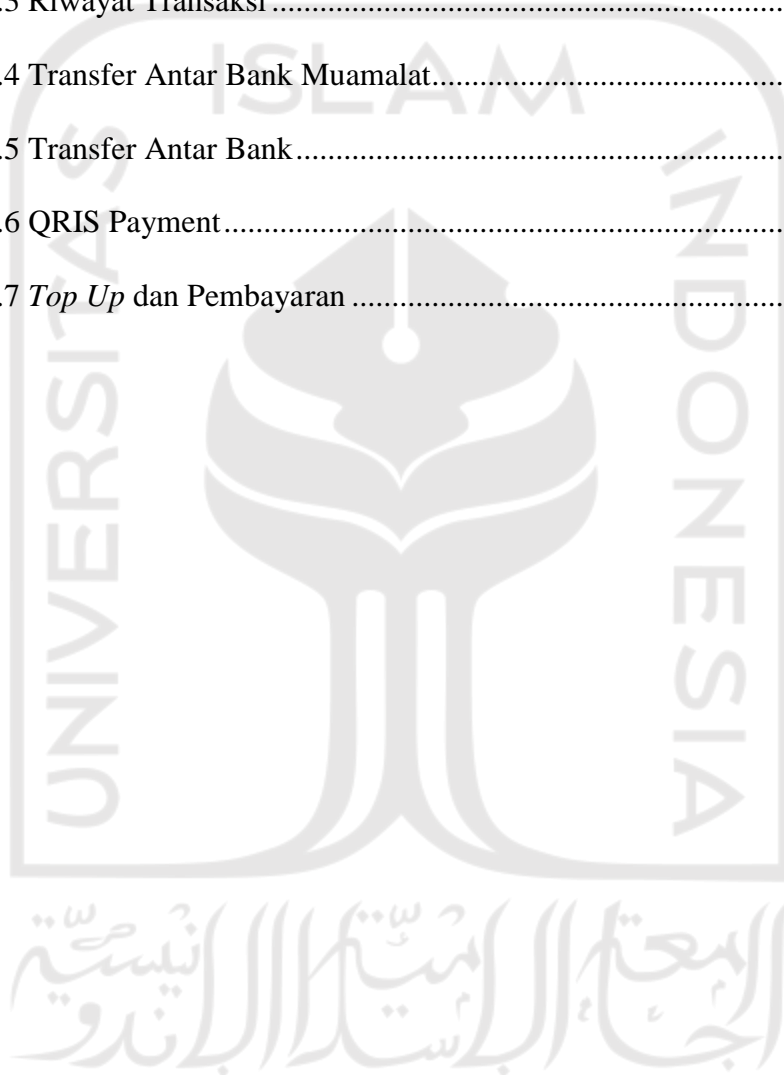 .3 Riwayat Transaksi ........................................................................
.4 Transfer Antar Bank Muamalat....................................................
.5 Transfer Antar Bank.....................................................................
.6 QRIS Payment..............................................................................
.7 Top Up dan Pembayaran ..............................................................
ISLAM
UNIVERSITAS
INDONESIA